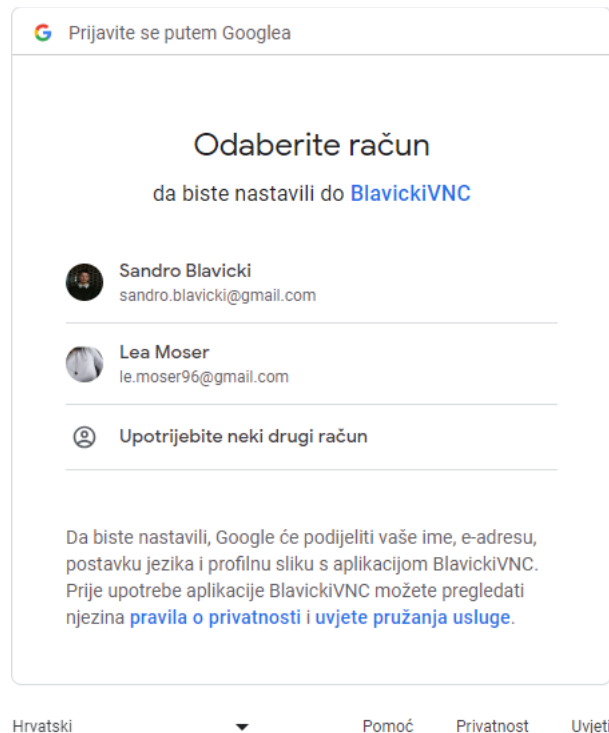 Prijavite se putem Googlea
Odaberite račun
da biste nastavili do BlavickiVNC
Sandro Blavicki
sandro.blavicki@gmail.com
Lea Moser
le.moser96@gmail.com
Upotrijebite neki drugi račun
Da biste nastavili, Google će podijeliti vaše ime, e-adresu,
postavku jezika i profilnu sliku s aplikacijom BlavickiVNC.
Prije upotrebe aplikacije BlavickiVNC možete pregledati
njezina pravila o privatnosti i uvjete pružanja usluge.
Hrvatski Pomoć Privatnost Uvjeti